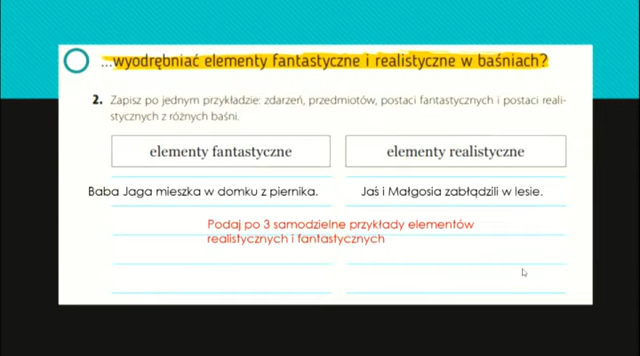 ...wyodrębniać elementy fantastyczne i realistyczne w baśniach?
2. Zapisz po jednym przykładzie: zdarzeń, przedmiotów, postaci fantastycznych i postaci reali-
stycznych z różnych baśni.
elementy fantastyczne
elementy realistyczne
Baba Jaga mieszka w domku z piernika.
Jaś i Małgosia zabłądzili w lesie.
Podaj po 3 samodzielne przykłady elementów
realistycznych i fantastycznych